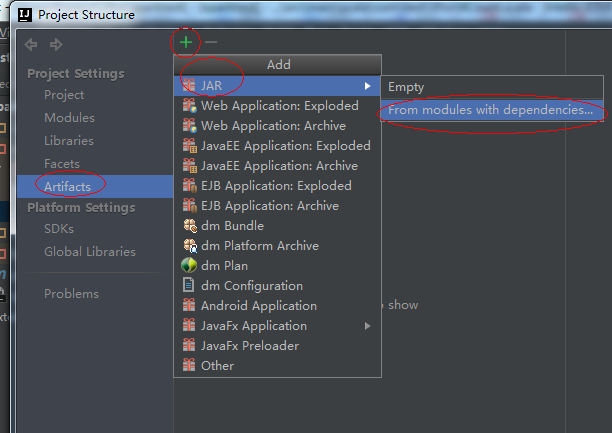 Project Structure
Project Settings
Project
Modules
Libraries
Facets
Artifacts
Platform Settings
SDKs
Global Libraries
Problems
Add
JAR
Web Application: Exploded
Web Application: Archive
JavaEE Application: Exploded
JavaEE Application: Archive
EJB Application: Exploded
EJB Application: Archive
dm Bundle
dm Platform Archive
dm Plan
dm Configuration
Android Application
JavaFx Application
JavaFx Preloader
Other
Empty
From modules with dependencies...
show